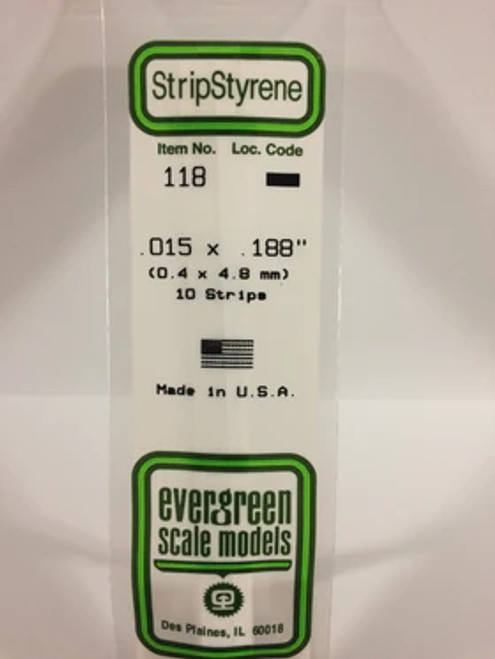 StripStyrene
Item No. Loc. Code
118
.015 x .188"
(0.4 x 4.8 mm)
10 Strips
Made in U.S.A.
evergreen
scale models
Des Plaines, IL 60018